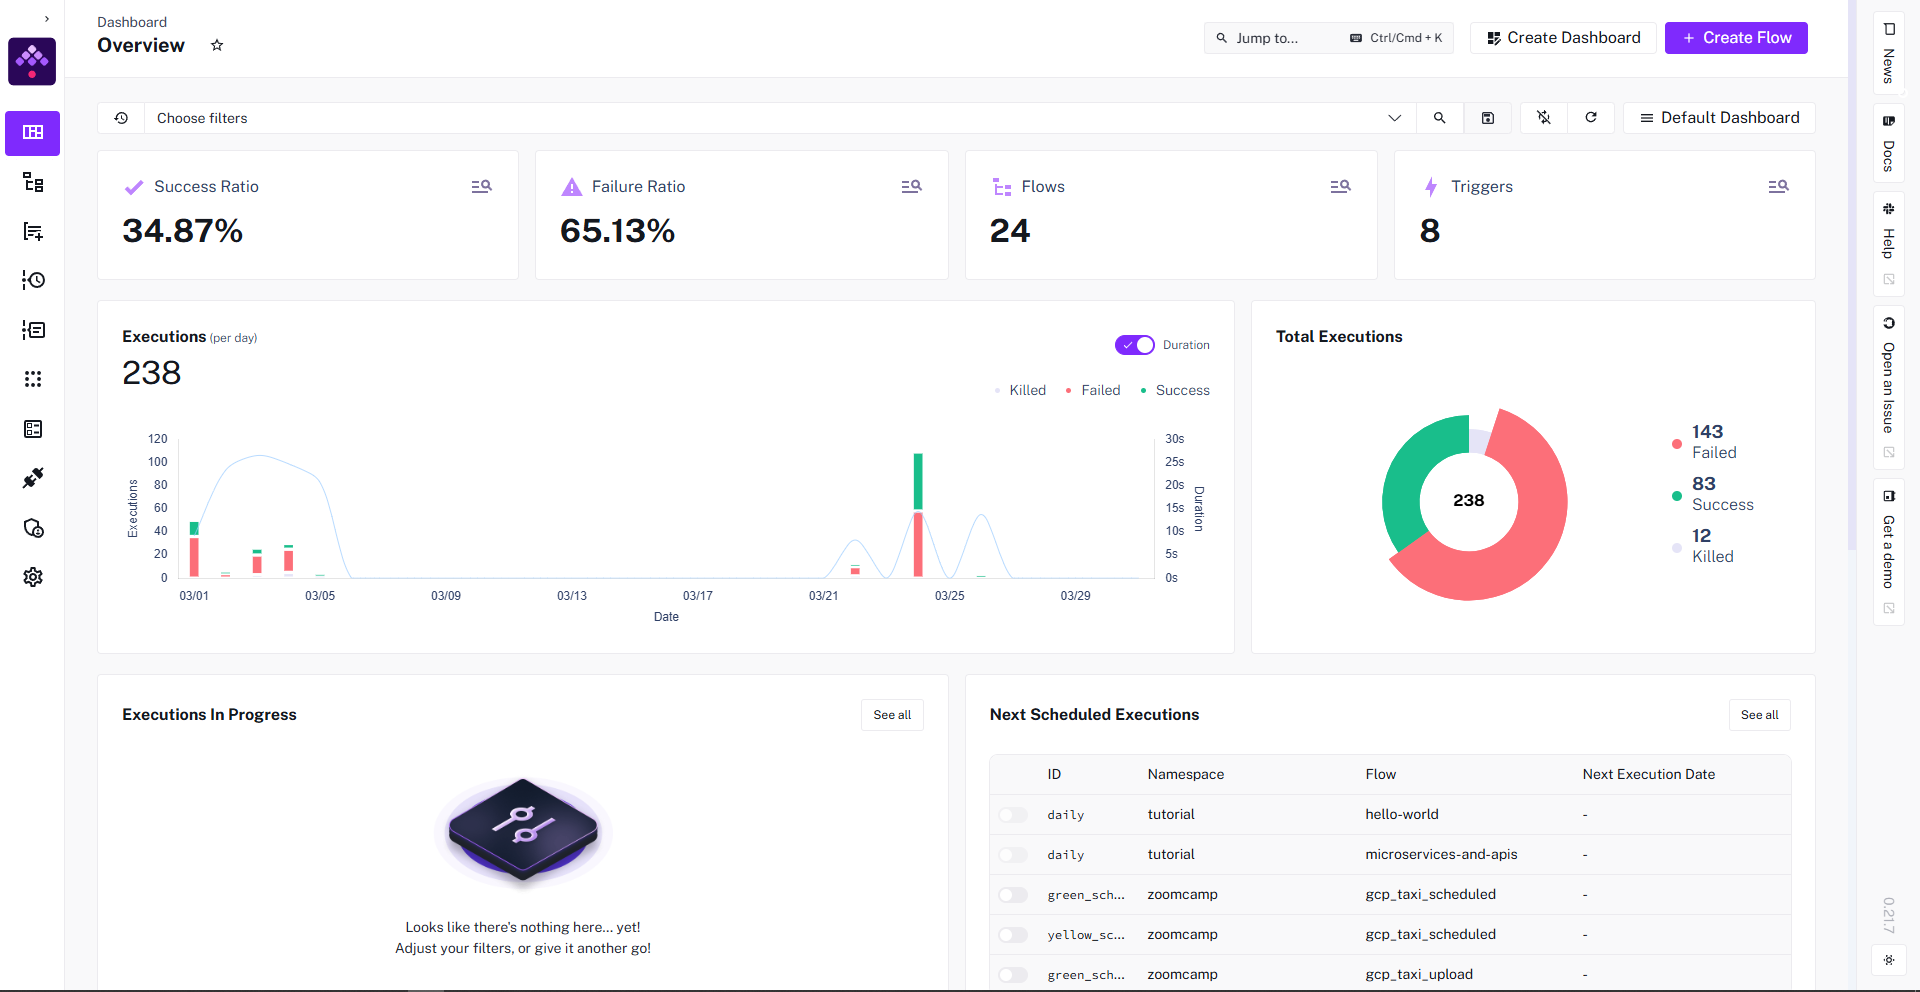 Dashboard
Overview
Jump to... Ctrl/Cmd + K
Create Dashboard
+ Create Flow
Choose filters
Default Dashboard
Success Ratio
34.87%
Failure Ratio
65.13%
Flows
24
Triggers
8
Executions (per day)
238
Duration
Killed Failed Success
Executions
120
100
80
60
40
20
0
30s
25s
20s
15s
10s
5s
0s
Duration
03/01 03/05 03/09 03/13 03/17 03/21 03/25 03/29
Date
Total Executions
238
143
Failed
83
Success
12
Killed
Executions In Progress
See all
Looks like there's nothing here... yet!
Adjust your filters, or give it another go!
Next Scheduled Executions
See all
ID Namespace Flow Next Execution Date
daily tutorial hello-world -
daily tutorial microservices-and-apis -
green_sch... zoomcamp gcp_taxi_scheduled -
yellow_sc... zoomcamp gcp_taxi_scheduled -
green_sch... zoomcamp gcp_taxi_upload -
News
Docs
Help
Open an Issue
Get a demo
0.21.7